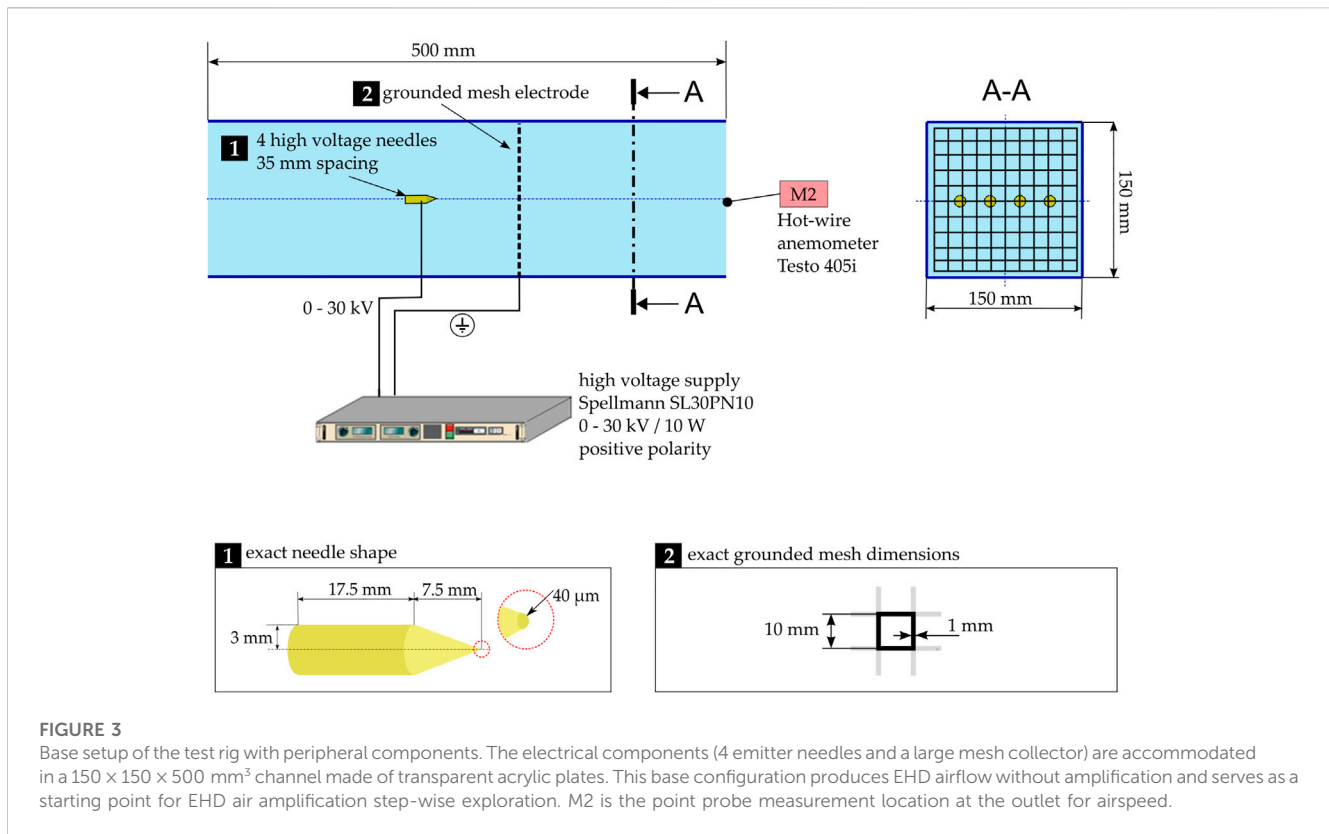 500 mm
2 grounded mesh electrode
A
A-A
1 4 high voltage needles
35 mm spacing
M2
Hot-wire
anemometer
Testo 405i
150 mm
150 mm
0 - 30 kV
A
high voltage supply
Spellmann SL30PN10
0 - 30 kV / 10 W
positive polarity
1 exact needle shape
17.5 mm
7.5 mm
40 μm
3 mm
2 exact grounded mesh dimensions
10 mm
1 mm
FIGURE 3
Base setup of the test rig with peripheral components. The electrical components (4 emitter needles and a large mesh collector) are accommodated
in a 150 × 150 × 500 mm³ channel made of transparent acrylic plates. This base configuration produces EHD airflow without amplification and serves as a
starting point for EHD air amplification step-wise exploration. M2 is the point probe measurement location at the outlet for airspeed.